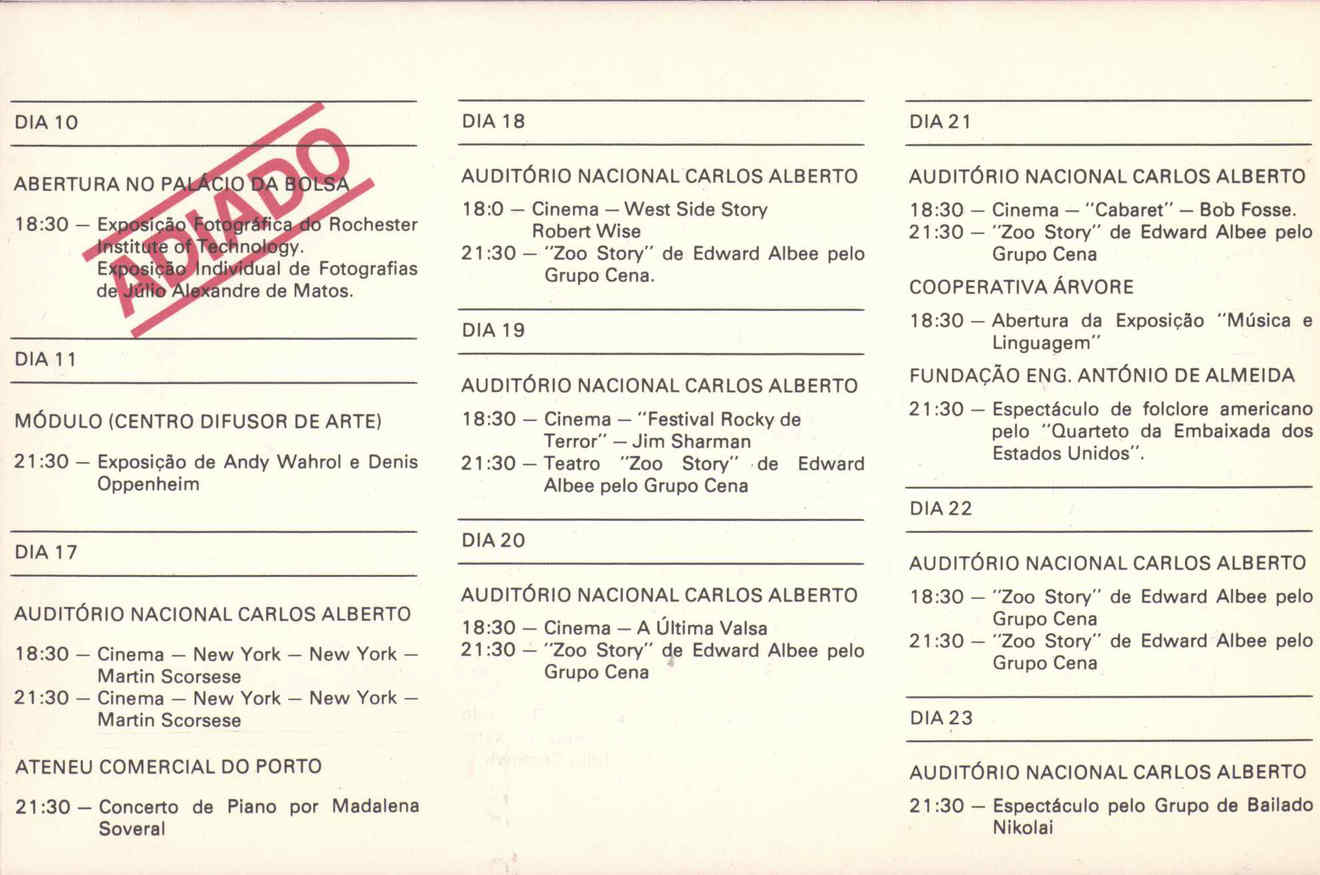 DIA 10
ABERTURA NO PALÁCIO DA BOLSA
18:30 — Exposição Fotográfica do Rochester
Institute of Technology.
Exposição Individual de Fotografias
de Júlio Alexandre de Matos.
ADIADO
DIA 11
MÓDULO (CENTRO DIFUSOR DE ARTE)
21:30 — Exposição de Andy Wahrol e Denis
Oppenheim
DIA 17
AUDITÓRIO NACIONAL CARLOS ALBERTO
18:30 — Cinema — New York — New York —
Martin Scorsese
21:30 — Cinema — New York — New York —
Martin Scorsese
ATENEU COMERCIAL DO PORTO
21:30 — Concerto de Piano por Madalena
Soveral
DIA 18
AUDITÓRIO NACIONAL CARLOS ALBERTO
18:0 — Cinema — West Side Story
Robert Wise
21:30 — "Zoo Story" de Edward Albee pelo
Grupo Cena.
DIA 19
AUDITÓRIO NACIONAL CARLOS ALBERTO
18:30 — Cinema — "Festival Rocky de
Terror" — Jim Sharman
21:30 — Teatro "Zoo Story" de Edward
Albee pelo Grupo Cena
DIA 20
AUDITÓRIO NACIONAL CARLOS ALBERTO
18:30 — Cinema — A Última Valsa
21:30 — "Zoo Story" de Edward Albee pelo
Grupo Cena
DIA 21
AUDITÓRIO NACIONAL CARLOS ALBERTO
18:30 — Cinema — "Cabaret" — Bob Fosse.
21:30 — "Zoo Story" de Edward Albee pelo
Grupo Cena
COOPERATIVA ÁRVORE
18:30 — Abertura da Exposição "Música e
Linguagem"
FUNDAÇÃO ENG. ANTÓNIO DE ALMEIDA
21:30 — Espectáculo de folclore americano
pelo "Quarteto da Embaixada dos
Estados Unidos".
DIA 22
AUDITÓRIO NACIONAL CARLOS ALBERTO
18:30 — "Zoo Story" de Edward Albee pelo
Grupo Cena
21:30 — "Zoo Story" de Edward Albee pelo
Grupo Cena
DIA 23
AUDITÓRIO NACIONAL CARLOS ALBERTO
21:30 — Espectáculo pelo Grupo de Bailado
Nikolai